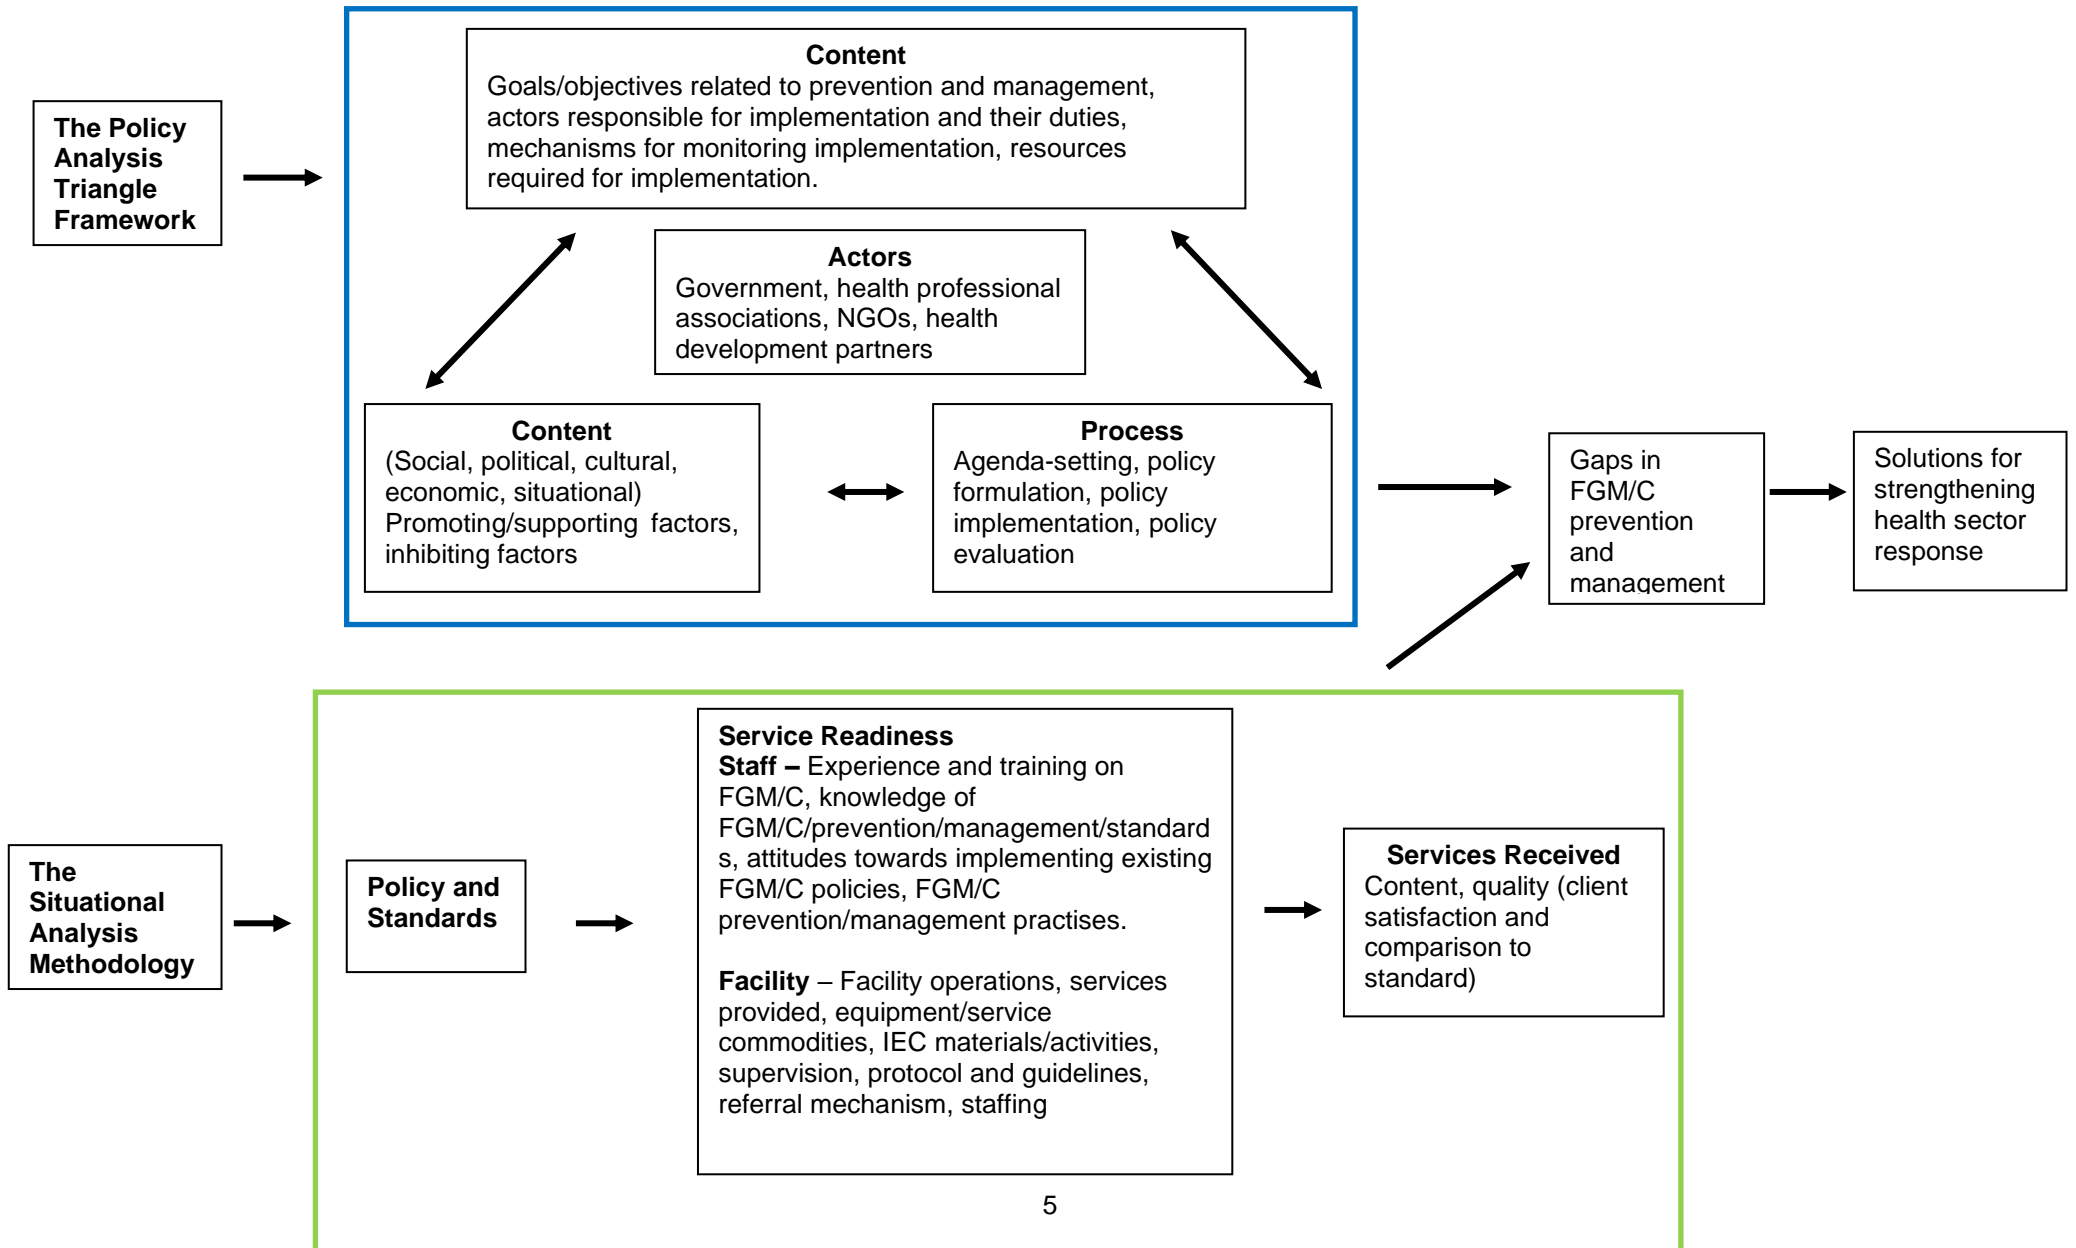 The Policy
Analysis
Triangle
Framework
Content
Goals/objectives related to prevention and management,
actors responsible for implementation and their duties,
mechanisms for monitoring implementation, resources
required for implementation.
Actors
Government, health professional
associations, NGOs, health
development partners
Content
(Social, political, cultural,
economic, situational)
Promoting/supporting factors,
inhibiting factors
Process
Agenda-setting, policy
formulation, policy
implementation, policy
evaluation
Gaps in
FGM/C
prevention
and
management
Solutions for
strengthening
health sector
response
The
Situational
Analysis
Methodology
Policy and
Standards
Service Readiness
Staff – Experience and training on
FGM/C, knowledge of
FGM/C/prevention/management/standard
s, attitudes towards implementing existing
FGM/C policies, FGM/C
prevention/management practises.
Facility – Facility operations, services
provided, equipment/service
commodities, IEC materials/activities,
supervision, protocol and guidelines,
referral mechanism, staffing
Services Received
Content, quality (client
satisfaction and
comparison to
standard)
5